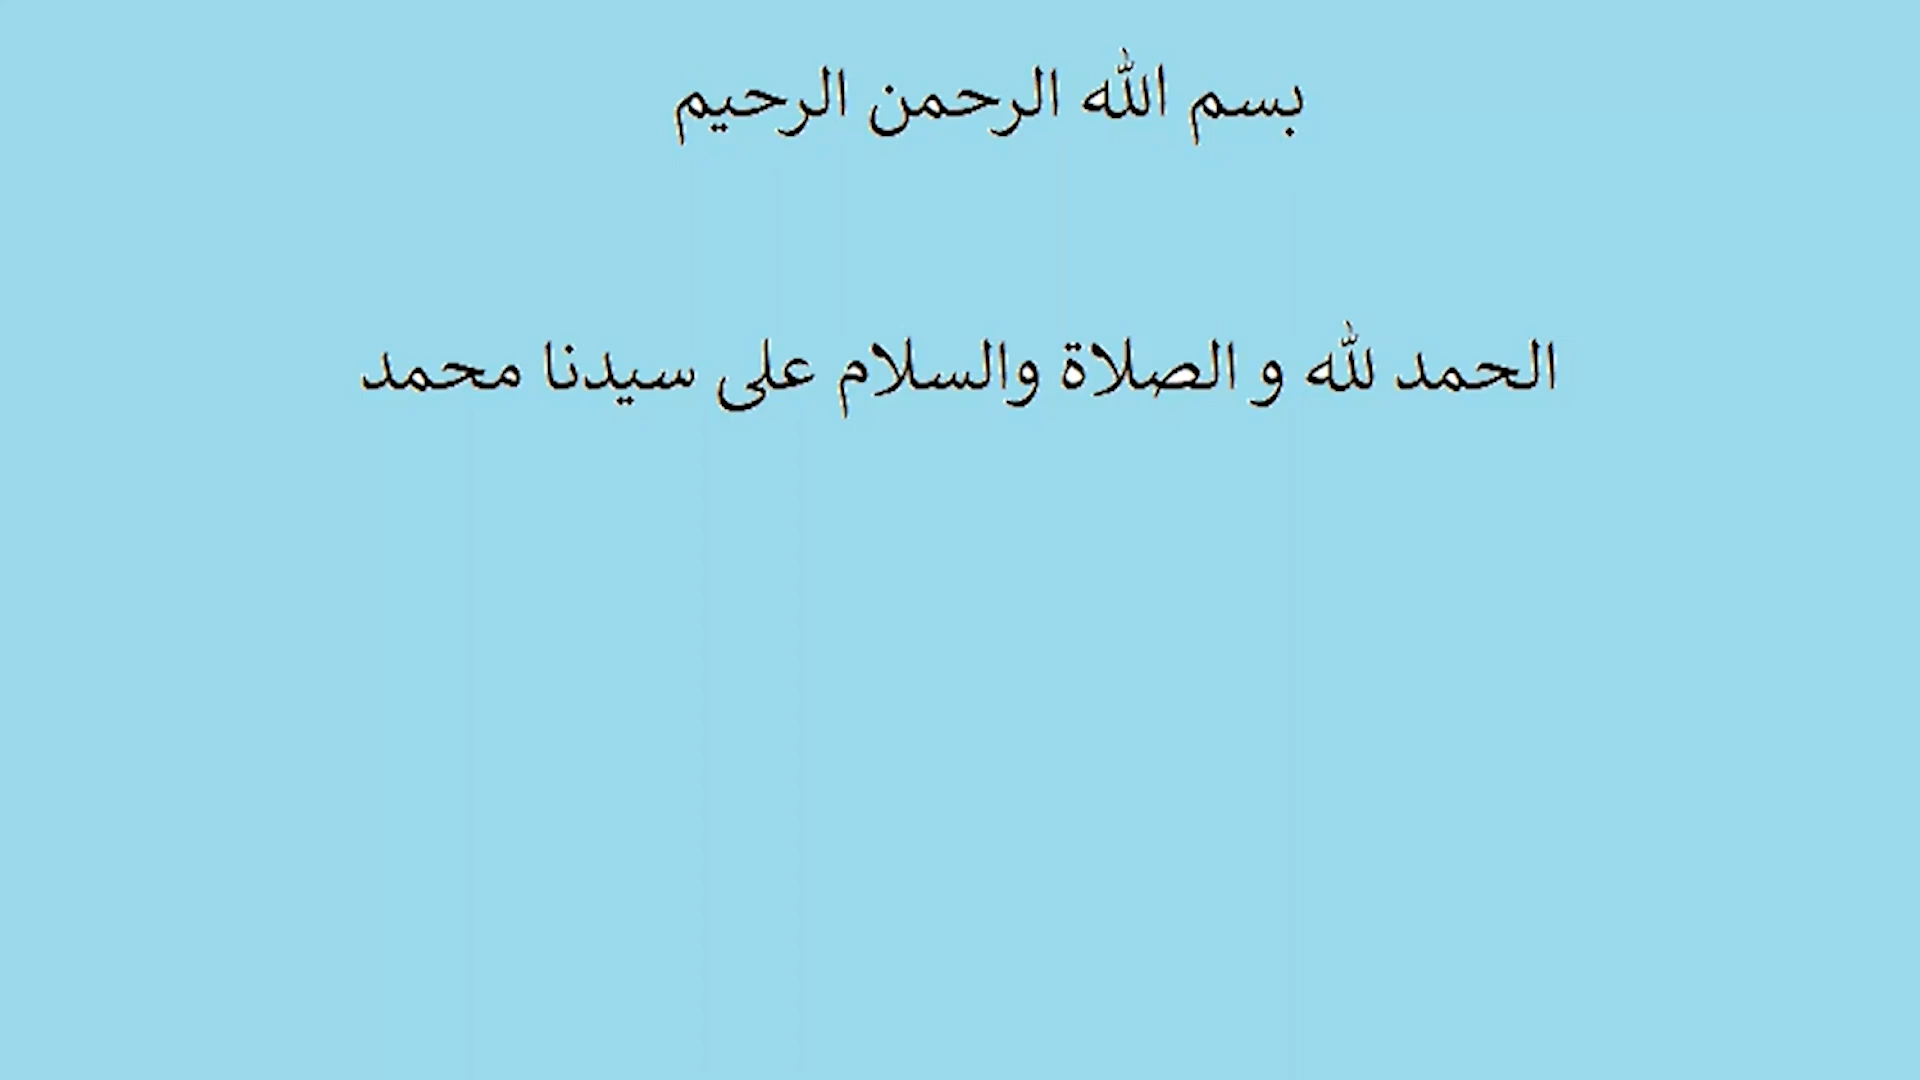 بسم الله الرحمن الرحيم
الحمد لله و الصلاة والسلام على سيدنا محمد